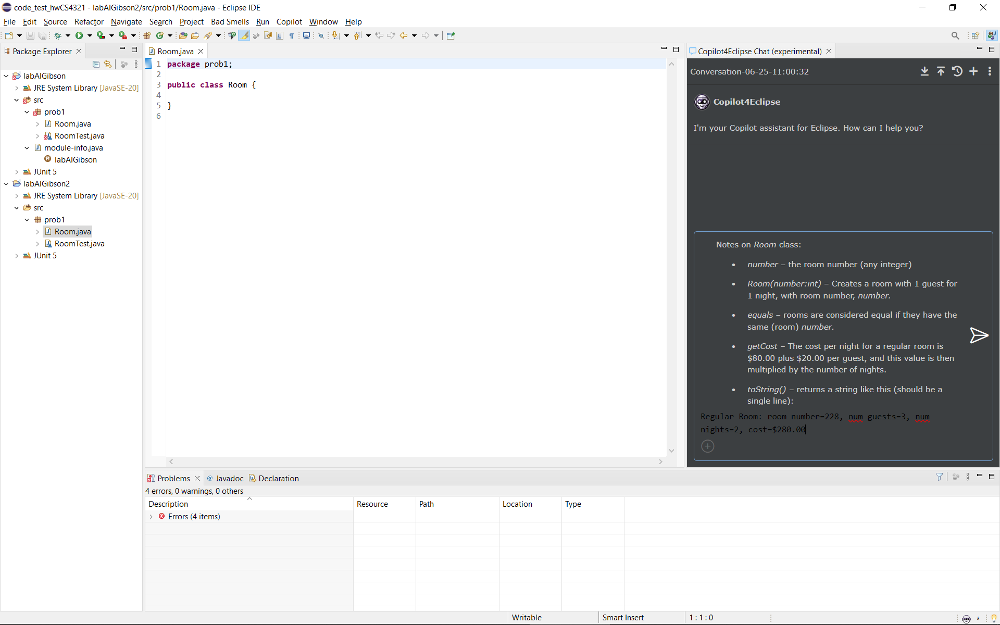 code_test_hwCS4321 - labAIGibson2/src/prob1/Room.java - Eclipse IDE
File Edit Source Refactor Navigate Search Project Bad Smells Run Copilot Window Help
Package Explorer
labAIGibson
JRE System Library [JavaSE-20]
src
prob1
Room.java
RoomTest.java
module-info.java
labAIGibson
JUnit 5
labAIGibson2
JRE System Library [JavaSE-20]
src
prob1
Room.java
RoomTest.java
JUnit 5
Room.java
1 package prob1;
2
3 public class Room {
4
5 }
6
Copilot4Eclipse Chat (experimental)
Conversation-06-25-11:00:32
Copilot4Eclipse
I'm your Copilot assistant for Eclipse. How can I help you?
Notes on Room class:
• number – the room number (any integer)
• Room(number:int) – Creates a room with 1 guest for
1 night, with room number, number.
• equals – rooms are considered equal if they have the
same (room) number.
• getCost – The cost per night for a regular room is
$80.00 plus $20.00 per guest, and this value is then
multiplied by the number of nights.
• toString() – returns a string like this (should be a
single line):
Regular Room: room number=228, num guests=3, num
nights=2, cost=$280.00
Problems @ Javadoc Declaration
4 errors, 0 warnings, 0 others
Description Resource Path Location Type
Errors (4 items)
Writable Smart Insert 1 : 1 : 0